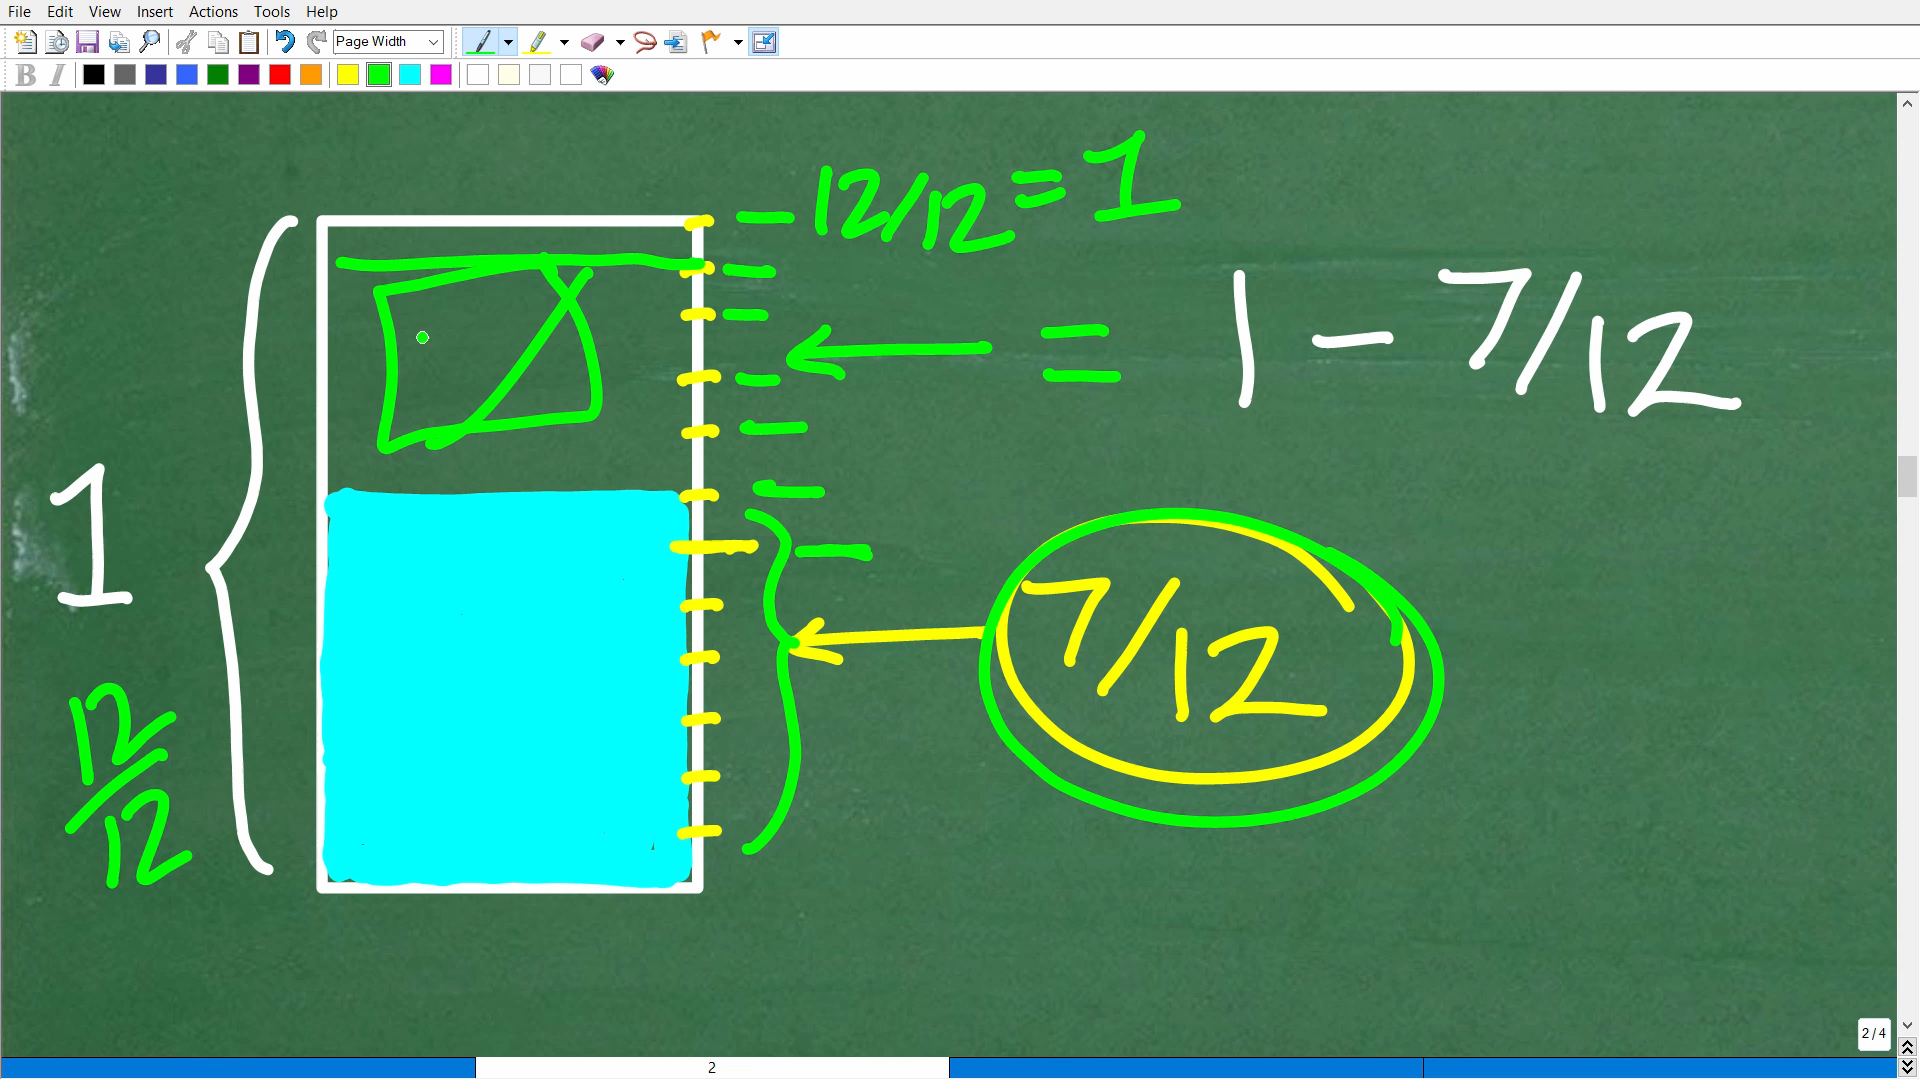 File Edit View Insert Actions Tools Help
Page Width
B I
12/12 = 1
= 1 - 7/12
1
7/12
12/12
2/4
2